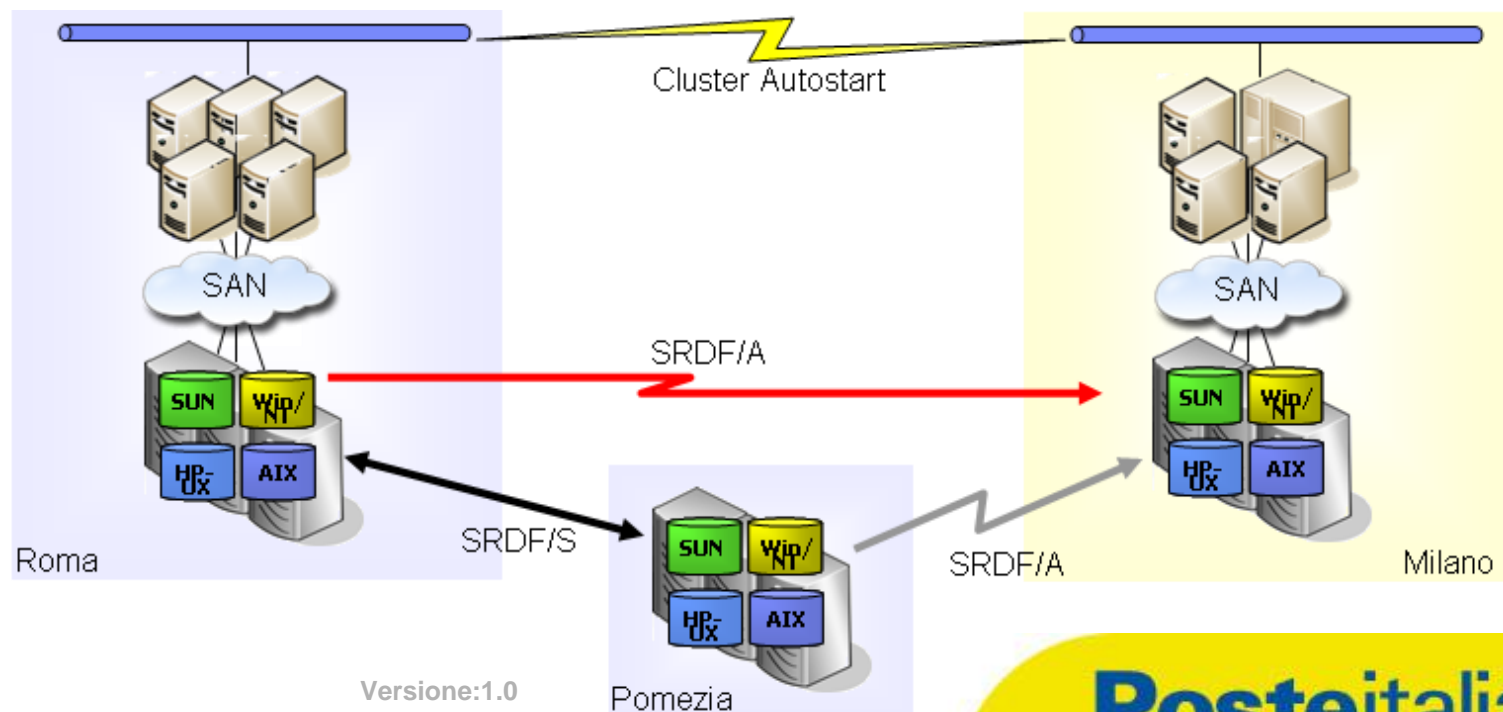 Cluster Autostart
SAN
SAN
SRDF/A
SUN
Win/
NT
HP-
UX
AIX
SUN
Win/
NT
HP-
UX
AIX
SRDF/S
SUN
Win/
NT
HP-
UX
AIX
SRDF/A
Roma
Milano
Versione:1.0
Pomezia
Posteitalia